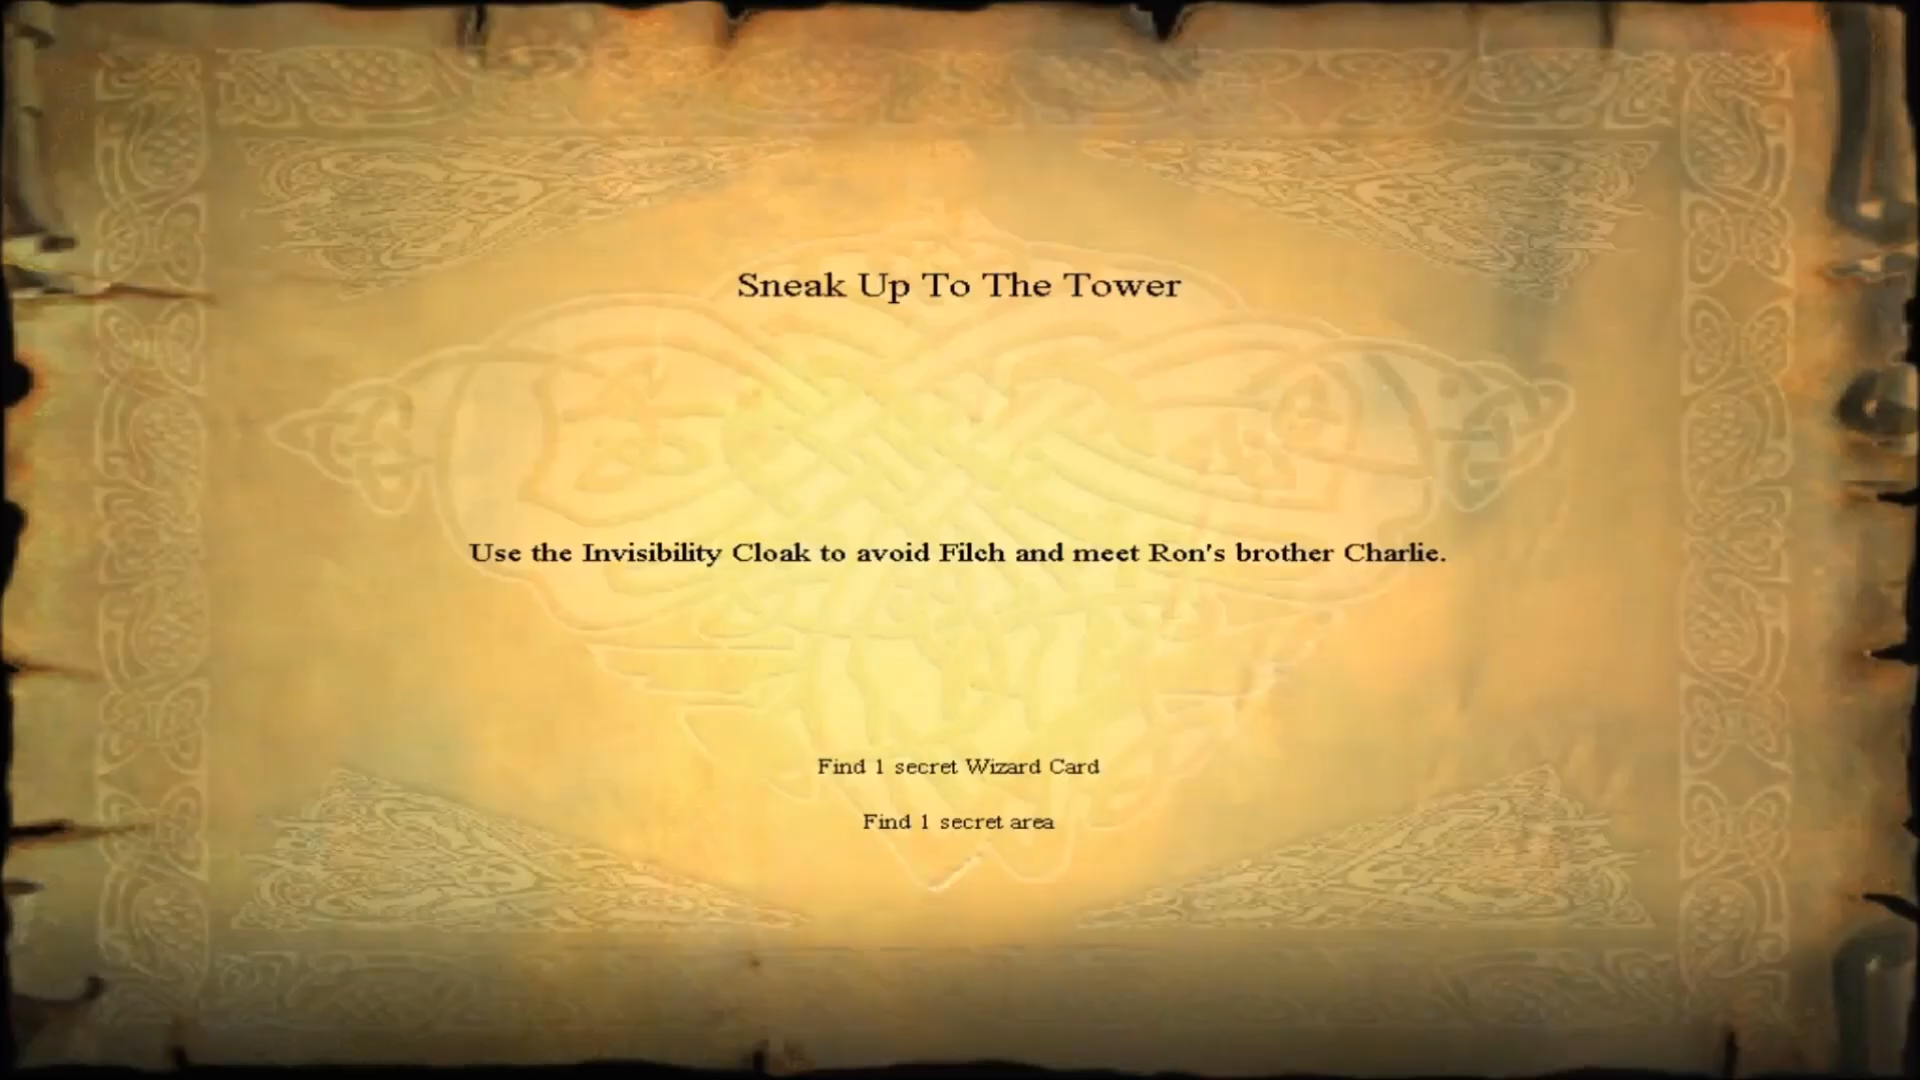 Sneak Up To The Tower
Use the Invisibility Cloak to avoid Filch and meet Ron's brother Charlie.
Find 1 secret Wizard Card
Find 1 secret area